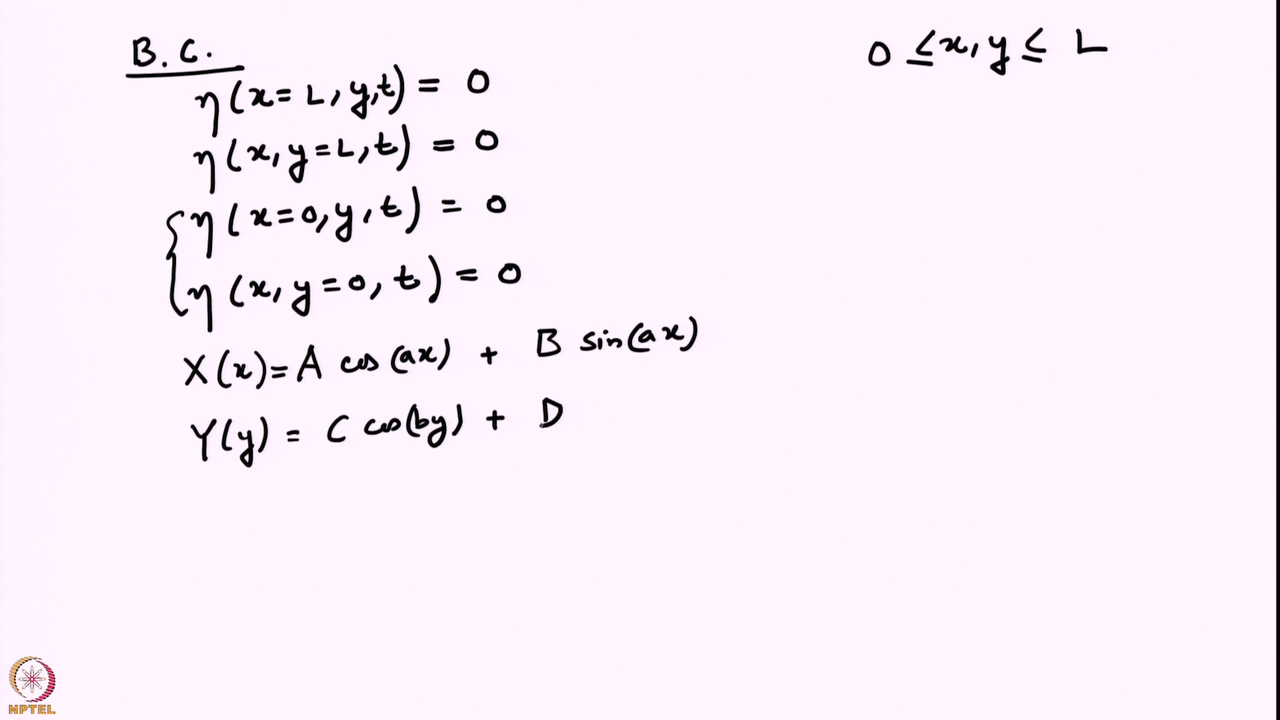 B.C.
0 ≤ x, y ≤ L
η(x=L, y,t) = 0
η(x, y=L, t) = 0
η(x=0, y, t) = 0
η(x, y=0, t) = 0
X(x) = A cos(ax) + B sin(ax)
Y(y) = C cos(by) + D
NPTEL